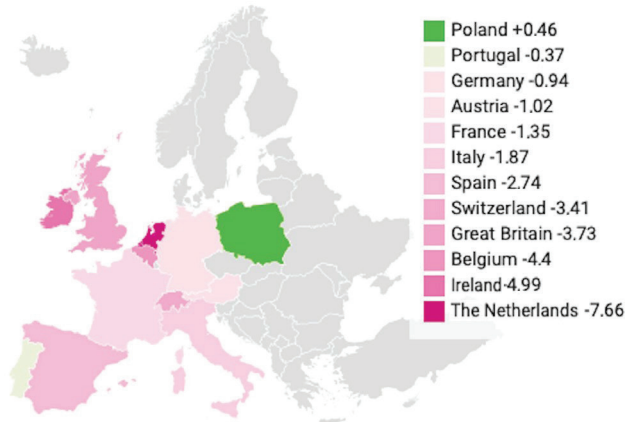 Poland +0.46
Portugal -0.37
Germany -0.94
Austria -1.02
France -1.35
Italy -1.87
Spain -2.74
Switzerland -3.41
Great Britain -3.73
Belgium -4.4
Ireland-4.99
The Netherlands -7.66